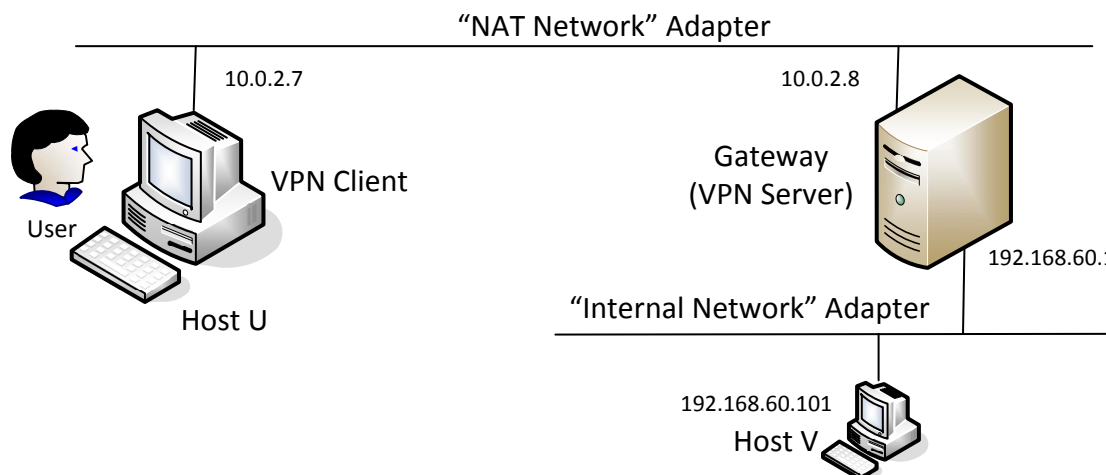 “NAT Network” Adapter
10.0.2.7
10.0.2.8
VPN Client
Gateway
(VPN Server)
User
192.168.60.1
Host U
“Internal Network” Adapter
192.168.60.101
Host V